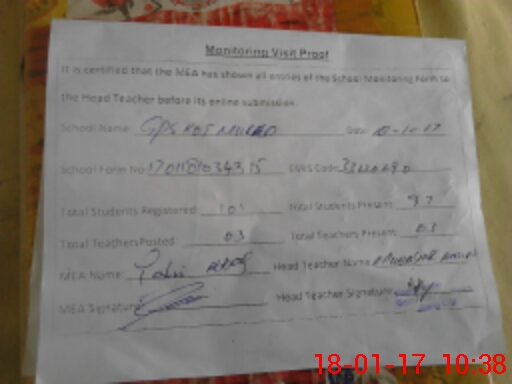 Monitoring Visit Proof
It is certified that the MEA has shown all entries of the School Monitoring Form to
the Head Teacher before its online submission.
School Name: GPS KOT Date: 18-1-17
School Form No EMIS Code
Total Students Registered: 101 Total Students Present: 97
Total Teachers Posted: 03 Total Teachers Present: 03
MEA Name: Head Teacher Name
MEA Signature: Head Teacher Signature:
18-01-17 10:38